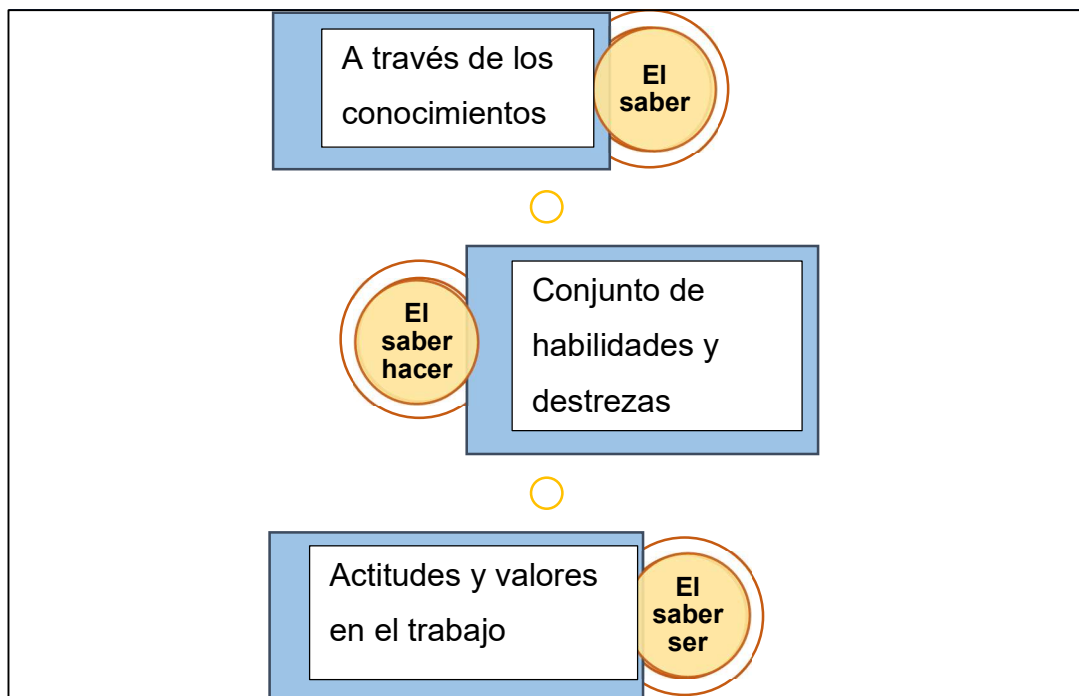 A través de los
conocimientos
El
saber
El
saber
hacer
Conjunto de
habilidades y
destrezas
Actitudes y valores
en el trabajo
El
saber
ser